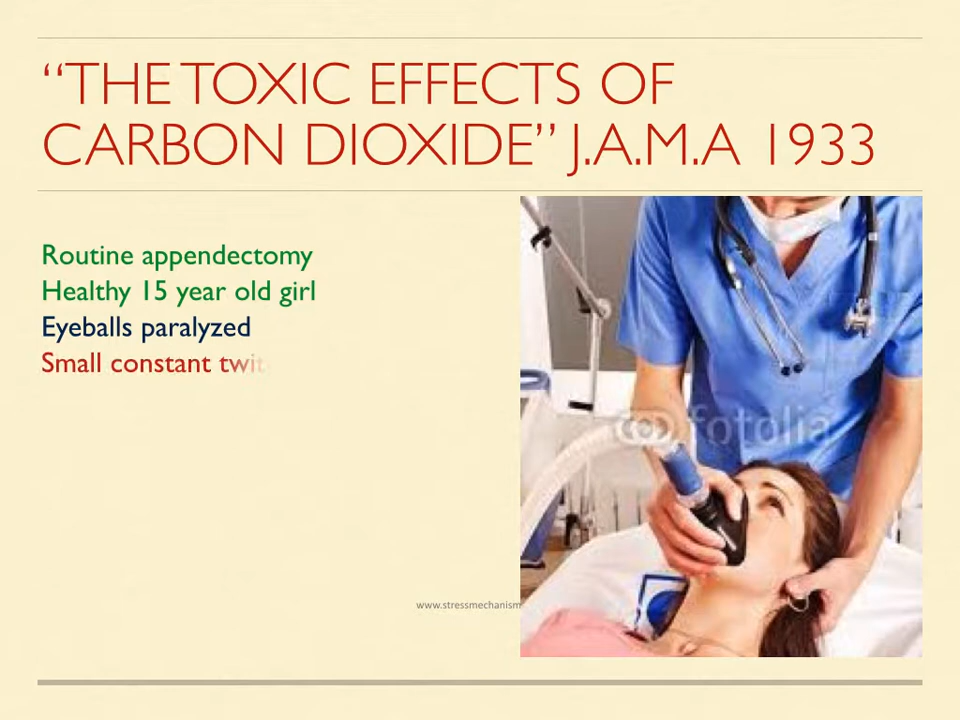 “THE TOXIC EFFECTS OF
CARBON DIOXIDE” J.A.M.A 1933
Routine appendectomy
Healthy 15 year old girl
Eyeballs paralyzed
Small constant twit
fotolia
www.stressmechanism